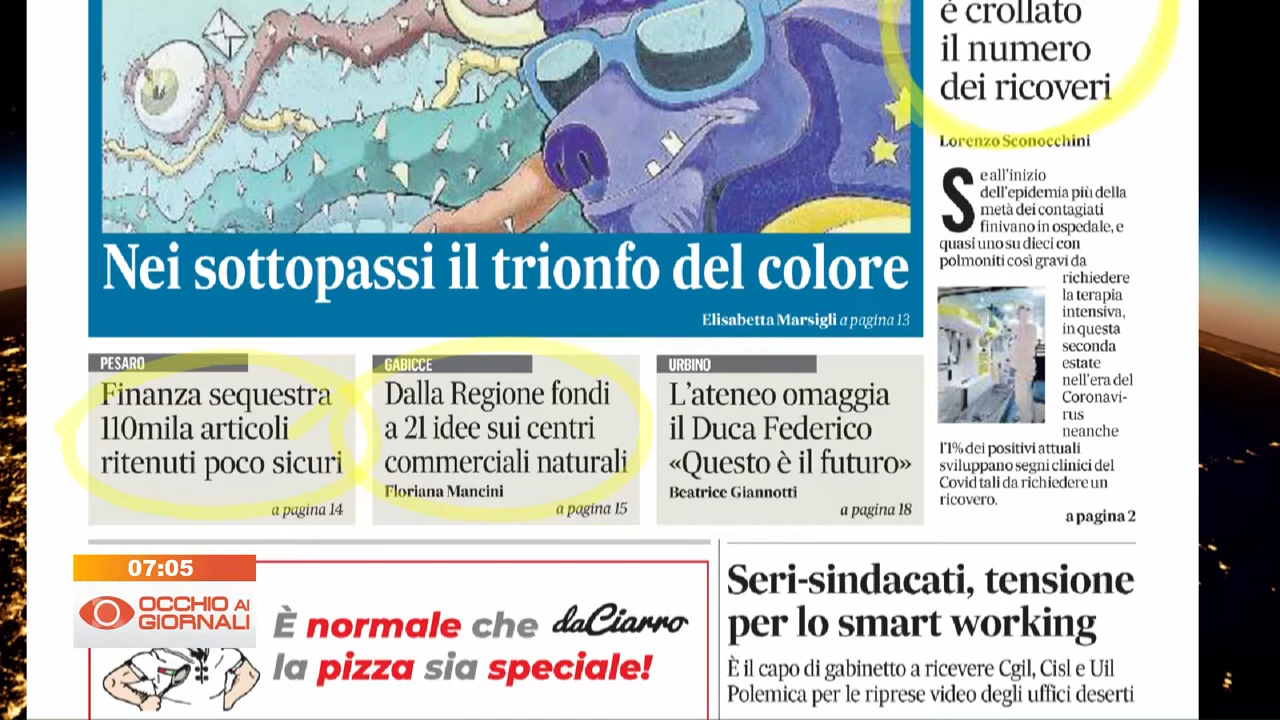 è crollato
il numero
dei ricoveri
Lorenzo Sconocchini
Se all'inizio
dell'epidemia più della
metà dei contagiati
finivano in ospedale, e
quasi uno su dieci con
polmoniti così gravi da
richiedere
la terapia
intensiva,
in questa
seconda
estate
nell'era del
Coronavi-
rus
neanche
l'1% dei positivi attuali
sviluppano segni clinici del
Covid tali da richiedere un
ricovero.
a pagina 2
Nei sottopassi il trionfo del colore
Elisabetta Marsigli a pagina 13
PESARO
Finanza sequestra
110mila articoli
ritenuti poco sicuri
a pagina 14
GABICCE
Dalla Regione fondi
a 21 idee sui centri
commerciali naturali
Floriana Mancini
a pagina 15
URBINO
L'ateneo omaggia
il Duca Federico
«Questo è il futuro»
Beatrice Giannotti
a pagina 18
07:05
OCCHIO AI
GIORNALI
È normale che daCiarro
la pizza sia speciale!
Seri-sindacati, tensione
per lo smart working
È il capo di gabinetto a ricevere Cgil, Cisl e Uil
Polemica per le riprese video degli uffici deserti